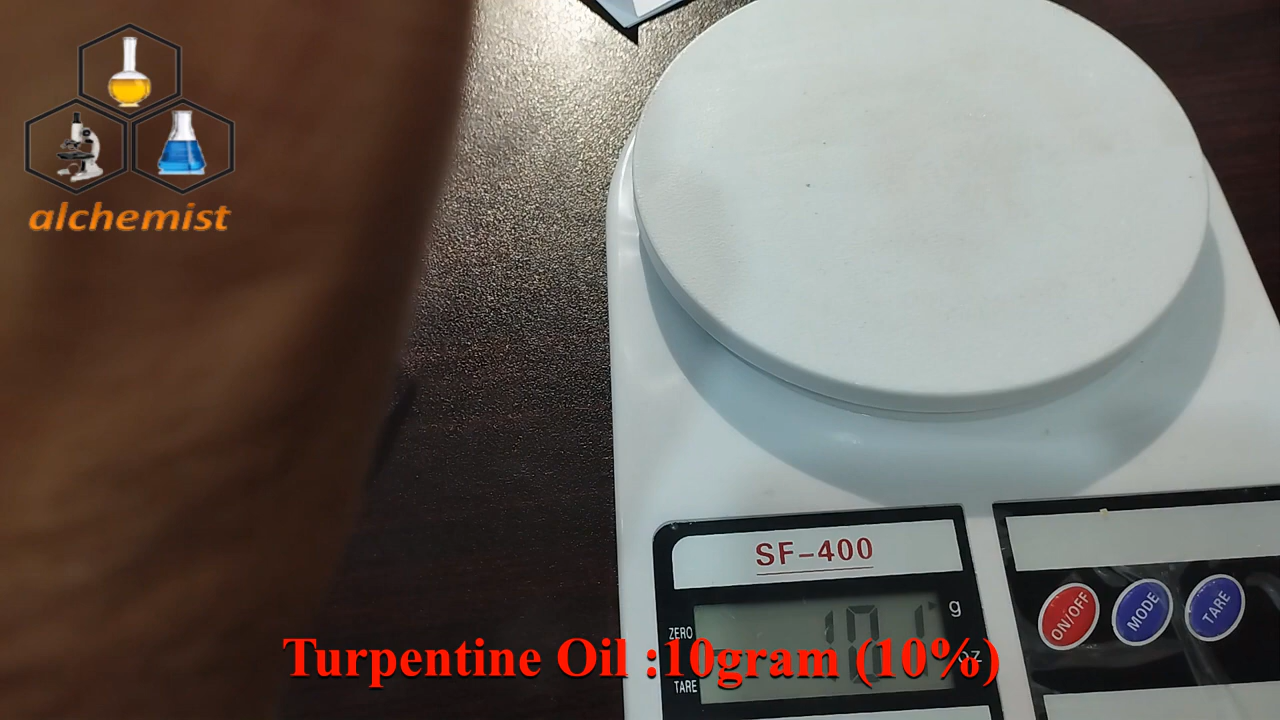 alchemist
SF-400
ZERO
g
TARE
oz
ON/OFF
MODE
TARE
Turpentine Oil :10gram (10%)